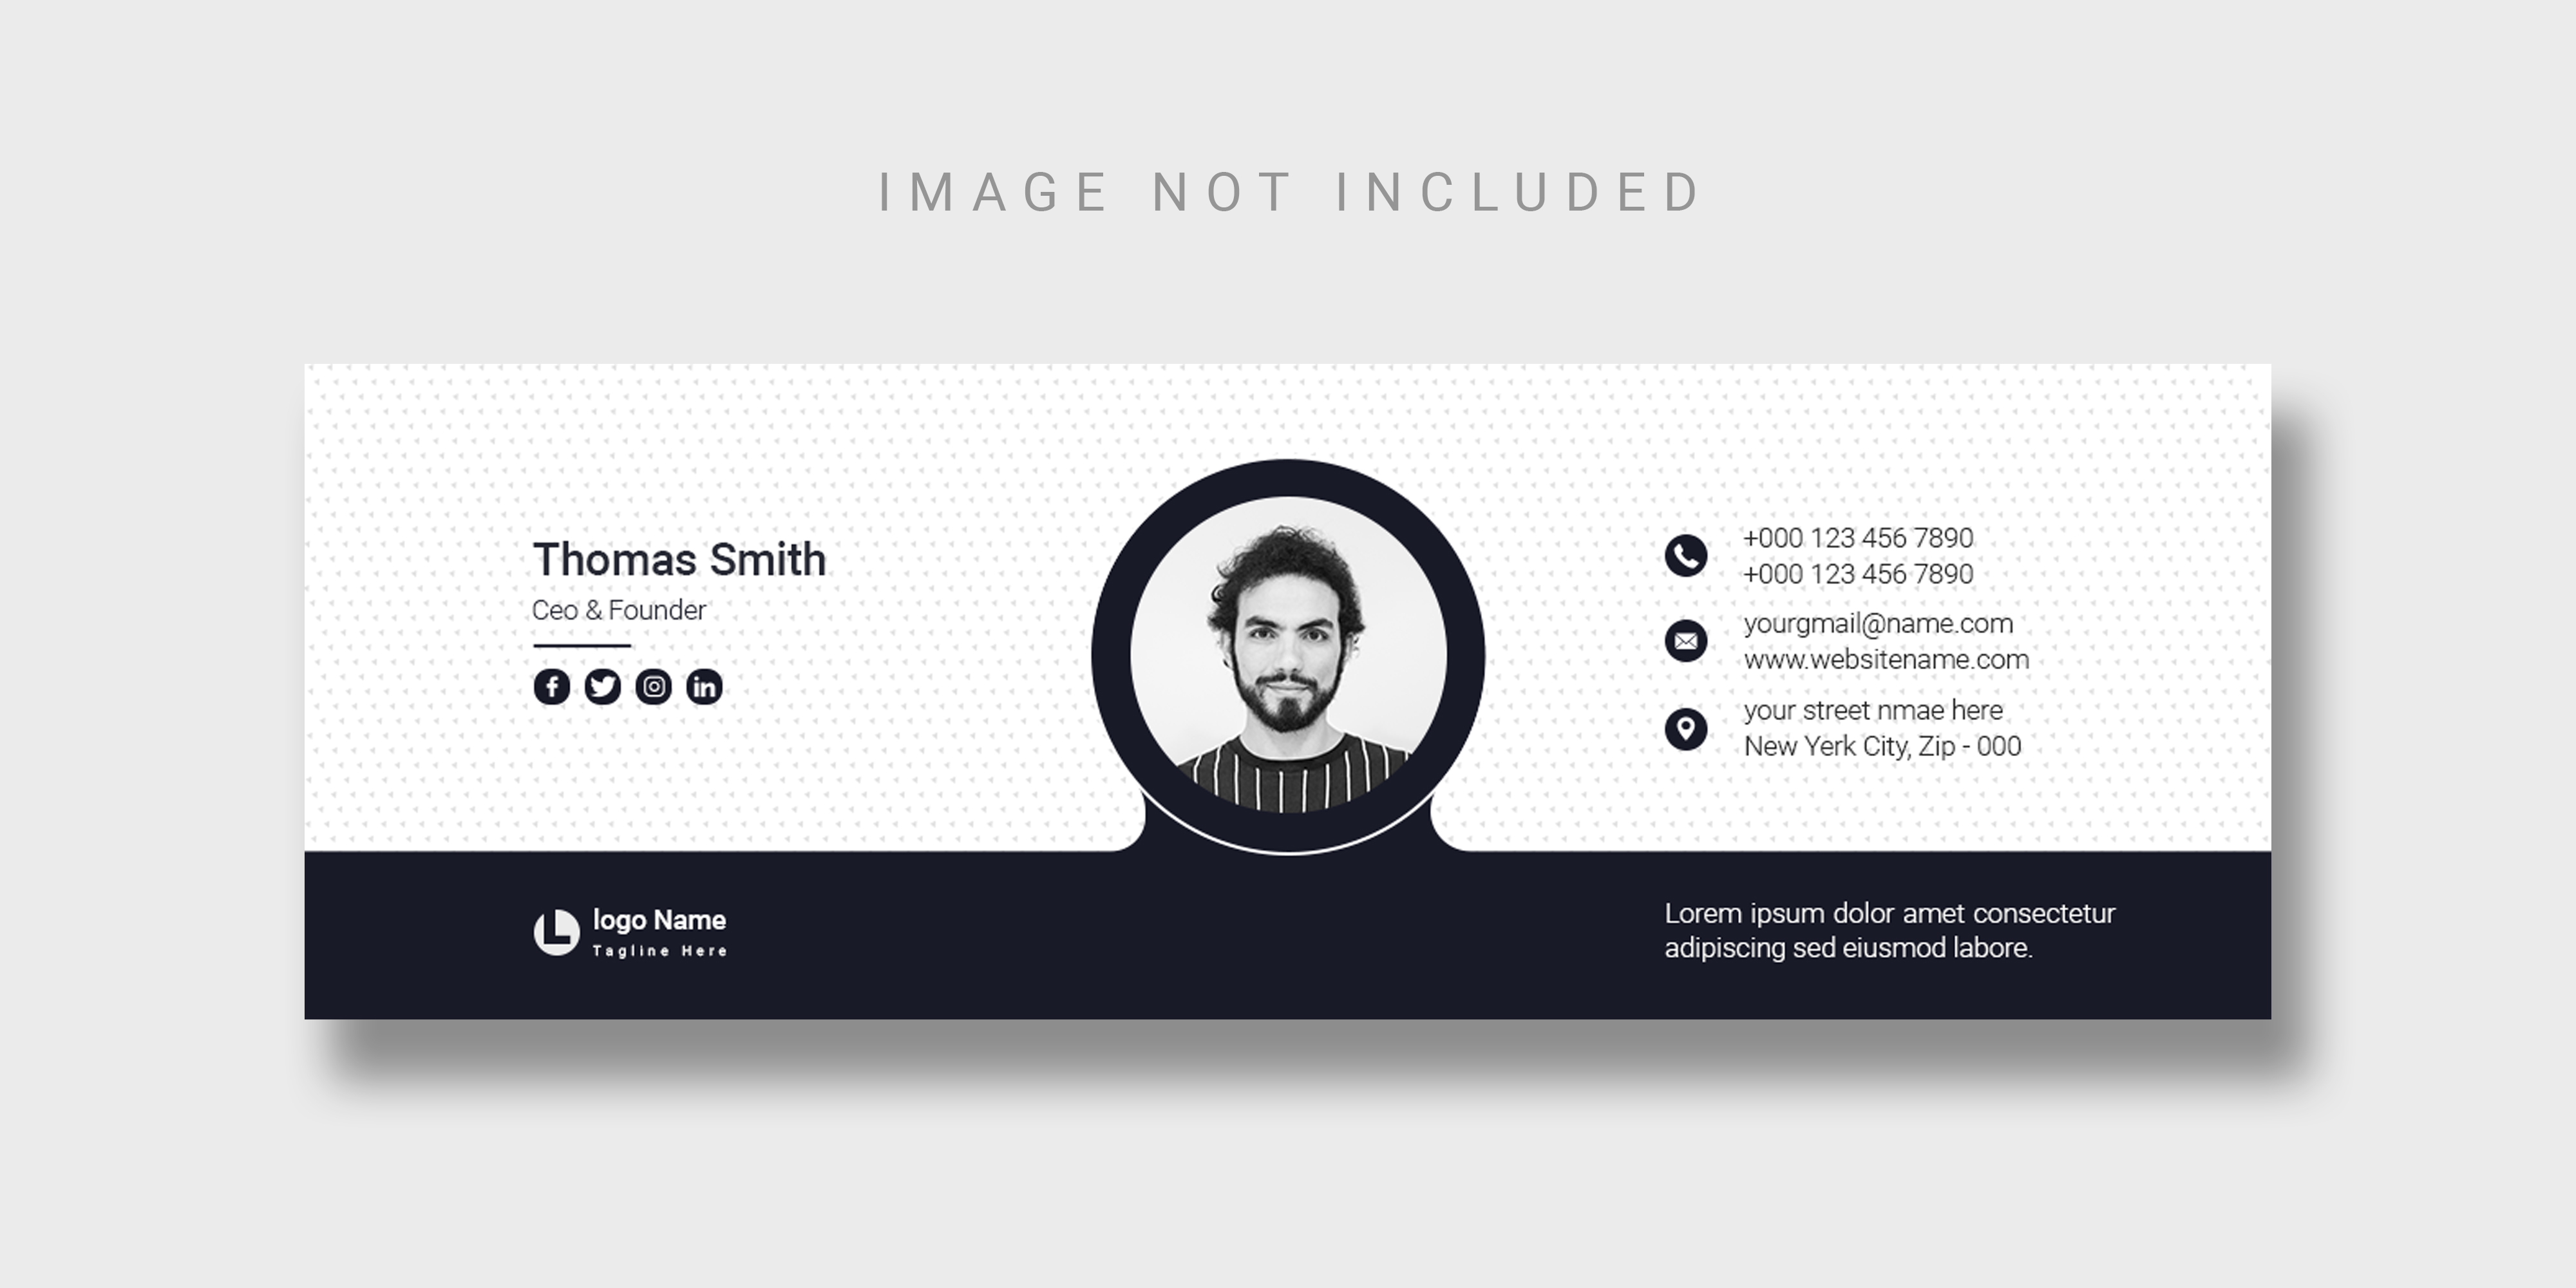 IMAGE NOT INCLUDED
Thomas Smith
Ceo & Founder
+000 123 456 7890
+000 123 456 7890
yourgmail@name.com
www.websitename.com
your street nmae here
New Yerk City, Zip - 000
logo Name
Tagline Here
Lorem ipsum dolor amet consectetur
adipiscing sed eiusmod labore.